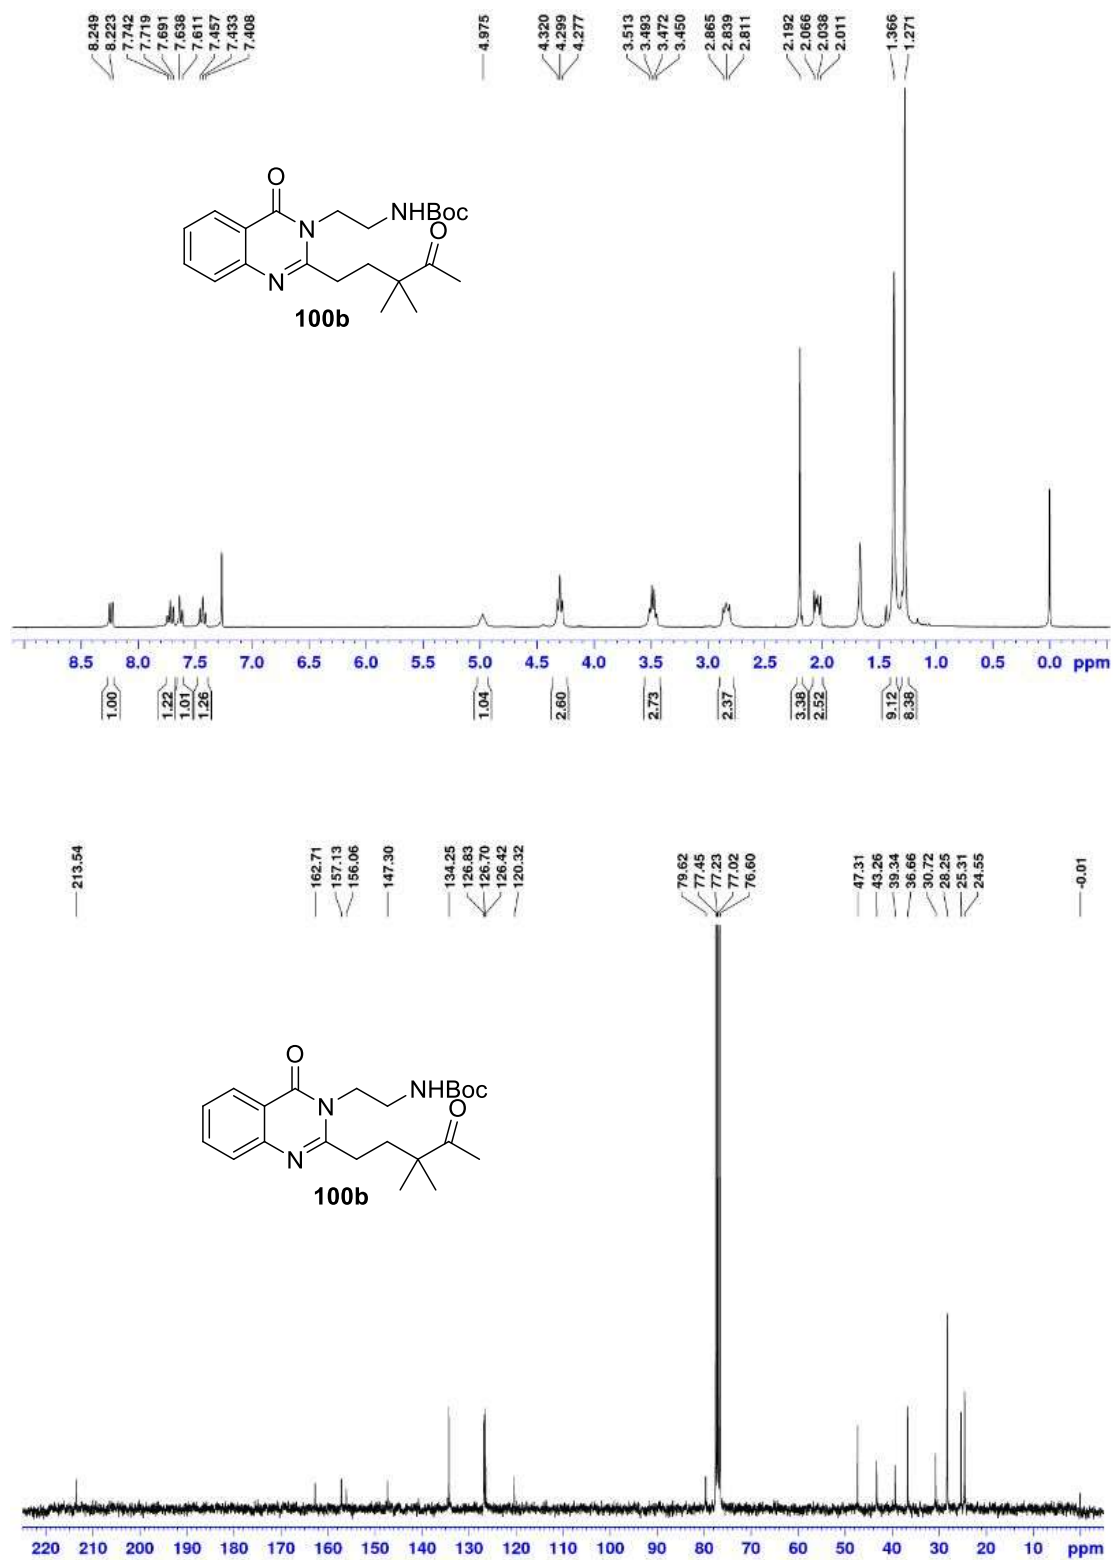 8.249 8.223 7.742 7.719 7.691 7.638 7.611 7.457 7.433 7.408 4.975 4.320 4.299 4.277 3.513 3.493 3.472 3.450 2.865 2.839 2.811 2.192 2.066 2.038 2.011 1.366 1.271
O
N NHBoc
O
N
100b
8.5 8.0 7.5 7.0 6.5 6.0 5.5 5.0 4.5 4.0 3.5 3.0 2.5 2.0 1.5 1.0 0.5 0.0 ppm
1.00 1.22 1.01 1.26 1.04 2.60 2.73 2.37 3.38 2.52 9.12 8.38
213.54 162.71 157.13 156.06 147.30 134.25 126.83 126.70 126.42 120.32 79.62 77.45 77.23 77.02 76.60 47.31 43.26 39.34 36.66 30.72 28.25 25.31 24.55 -0.01
O
NHBoc
N O
N
100b
220 210 200 190 180 170 160 150 140 130 120 110 100 90 80 70 60 50 40 30 20 10 ppm